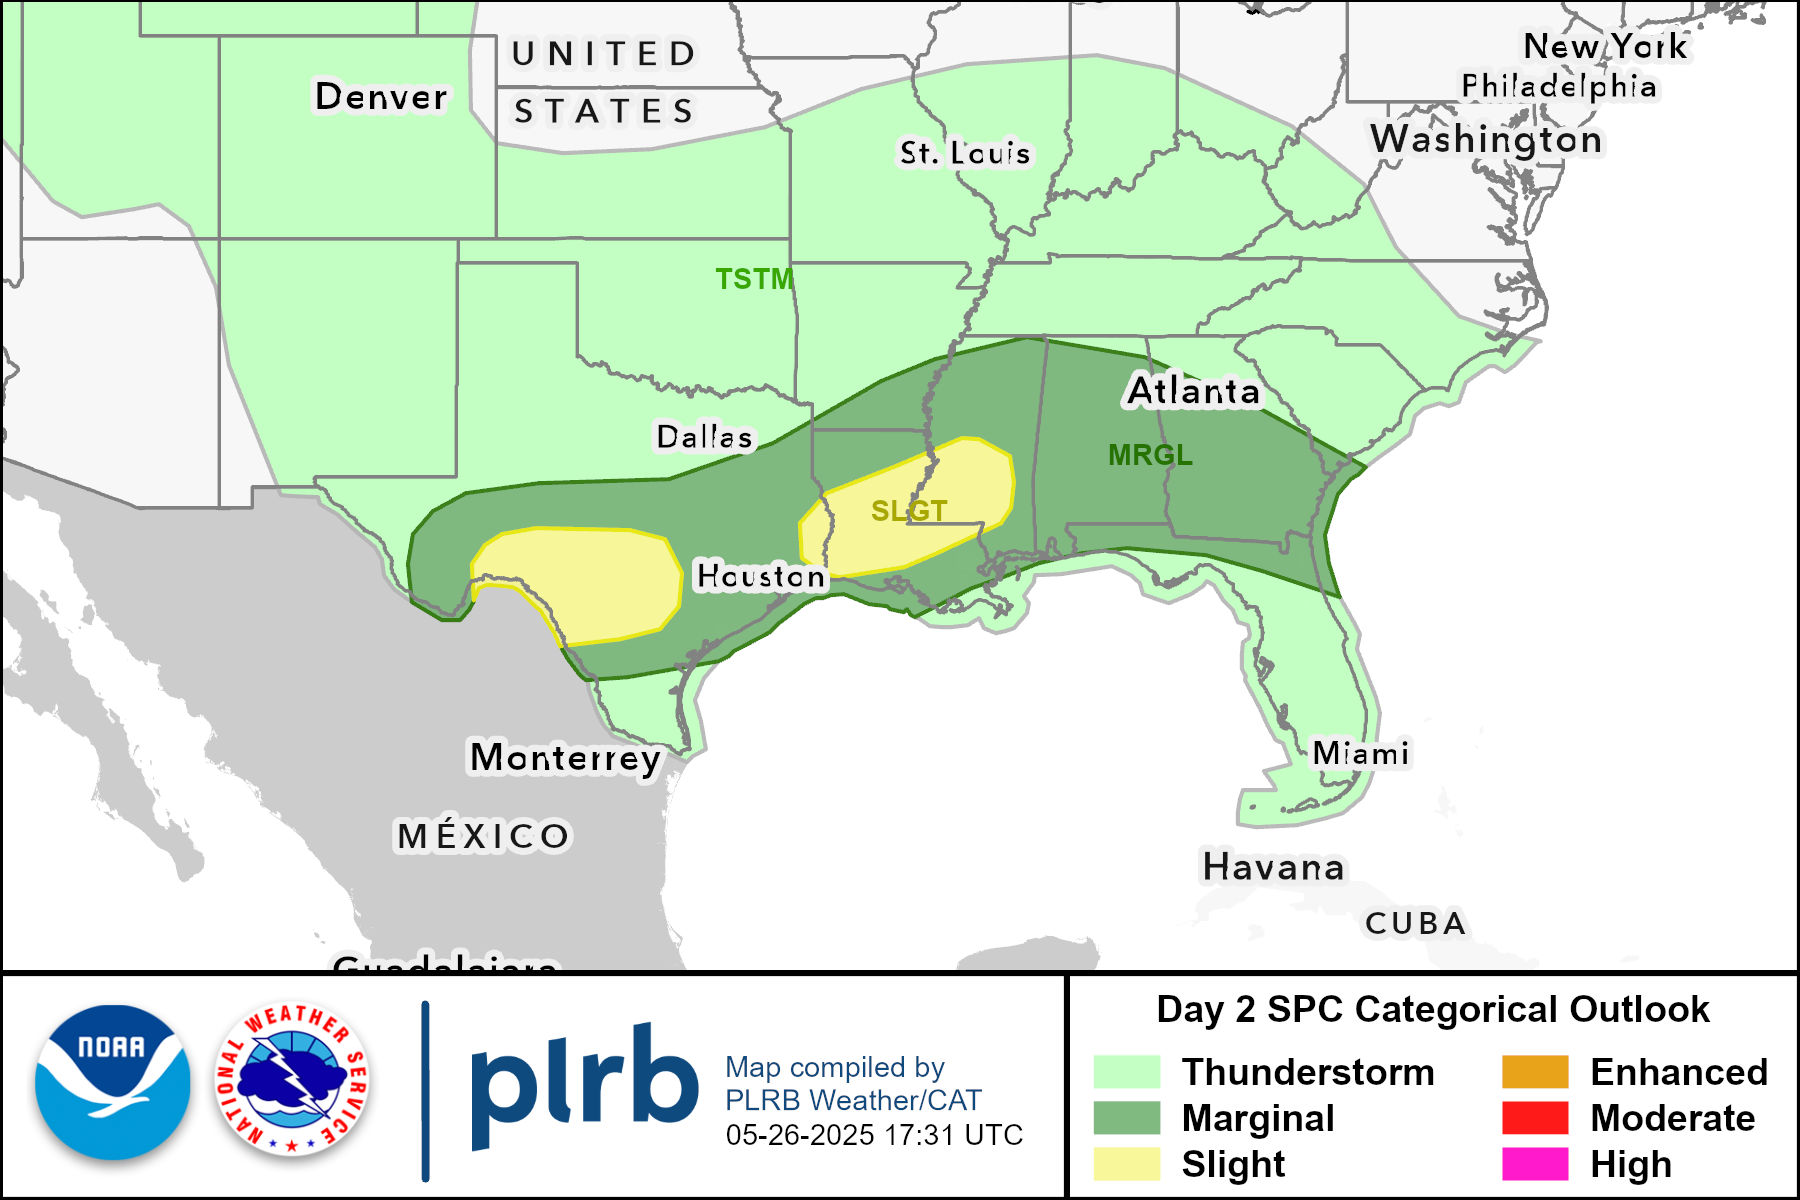 UNITED
STATES
Denver
New York
Philadelphia
Washington
St. Louis
TSTM
Atlanta
Dallas
MRGL
SLGT
Houston
Monterrey
Miami
MÉXICO
Havana
CUBA
Guadalajara
NOAA
NATIONAL WEATHER SERVICE
plrb
Map compiled by
PLRB Weather/CAT
05-26-2025 17:31 UTC
Day 2 SPC Categorical Outlook
Thunderstorm
Marginal
Slight
Enhanced
Moderate
High